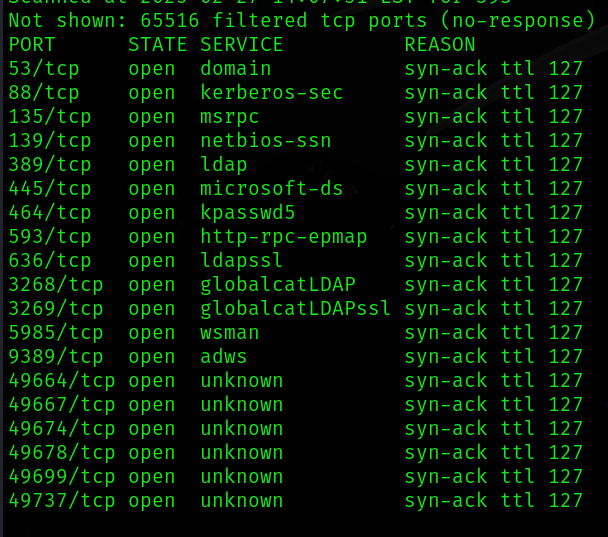 Not shown: 65516 filtered tcp ports (no-response)
PORT      STATE SERVICE          REASON
53/tcp    open  domain           syn-ack ttl 127
88/tcp    open  kerberos-sec     syn-ack ttl 127
135/tcp   open  msrpc            syn-ack ttl 127
139/tcp   open  netbios-ssn      syn-ack ttl 127
389/tcp   open  ldap             syn-ack ttl 127
445/tcp   open  microsoft-ds     syn-ack ttl 127
464/tcp   open  kpasswd5         syn-ack ttl 127
593/tcp   open  http-rpc-epmap   syn-ack ttl 127
636/tcp   open  ldapssl          syn-ack ttl 127
3268/tcp  open  globalcatLDAP    syn-ack ttl 127
3269/tcp  open  globalcatLDAPssl syn-ack ttl 127
5985/tcp  open  wsman            syn-ack ttl 127
9389/tcp  open  adws             syn-ack ttl 127
49664/tcp open  unknown          syn-ack ttl 127
49667/tcp open  unknown          syn-ack ttl 127
49674/tcp open  unknown          syn-ack ttl 127
49678/tcp open  unknown          syn-ack ttl 127
49699/tcp open  unknown          syn-ack ttl 127
49737/tcp open  unknown          syn-ack ttl 127